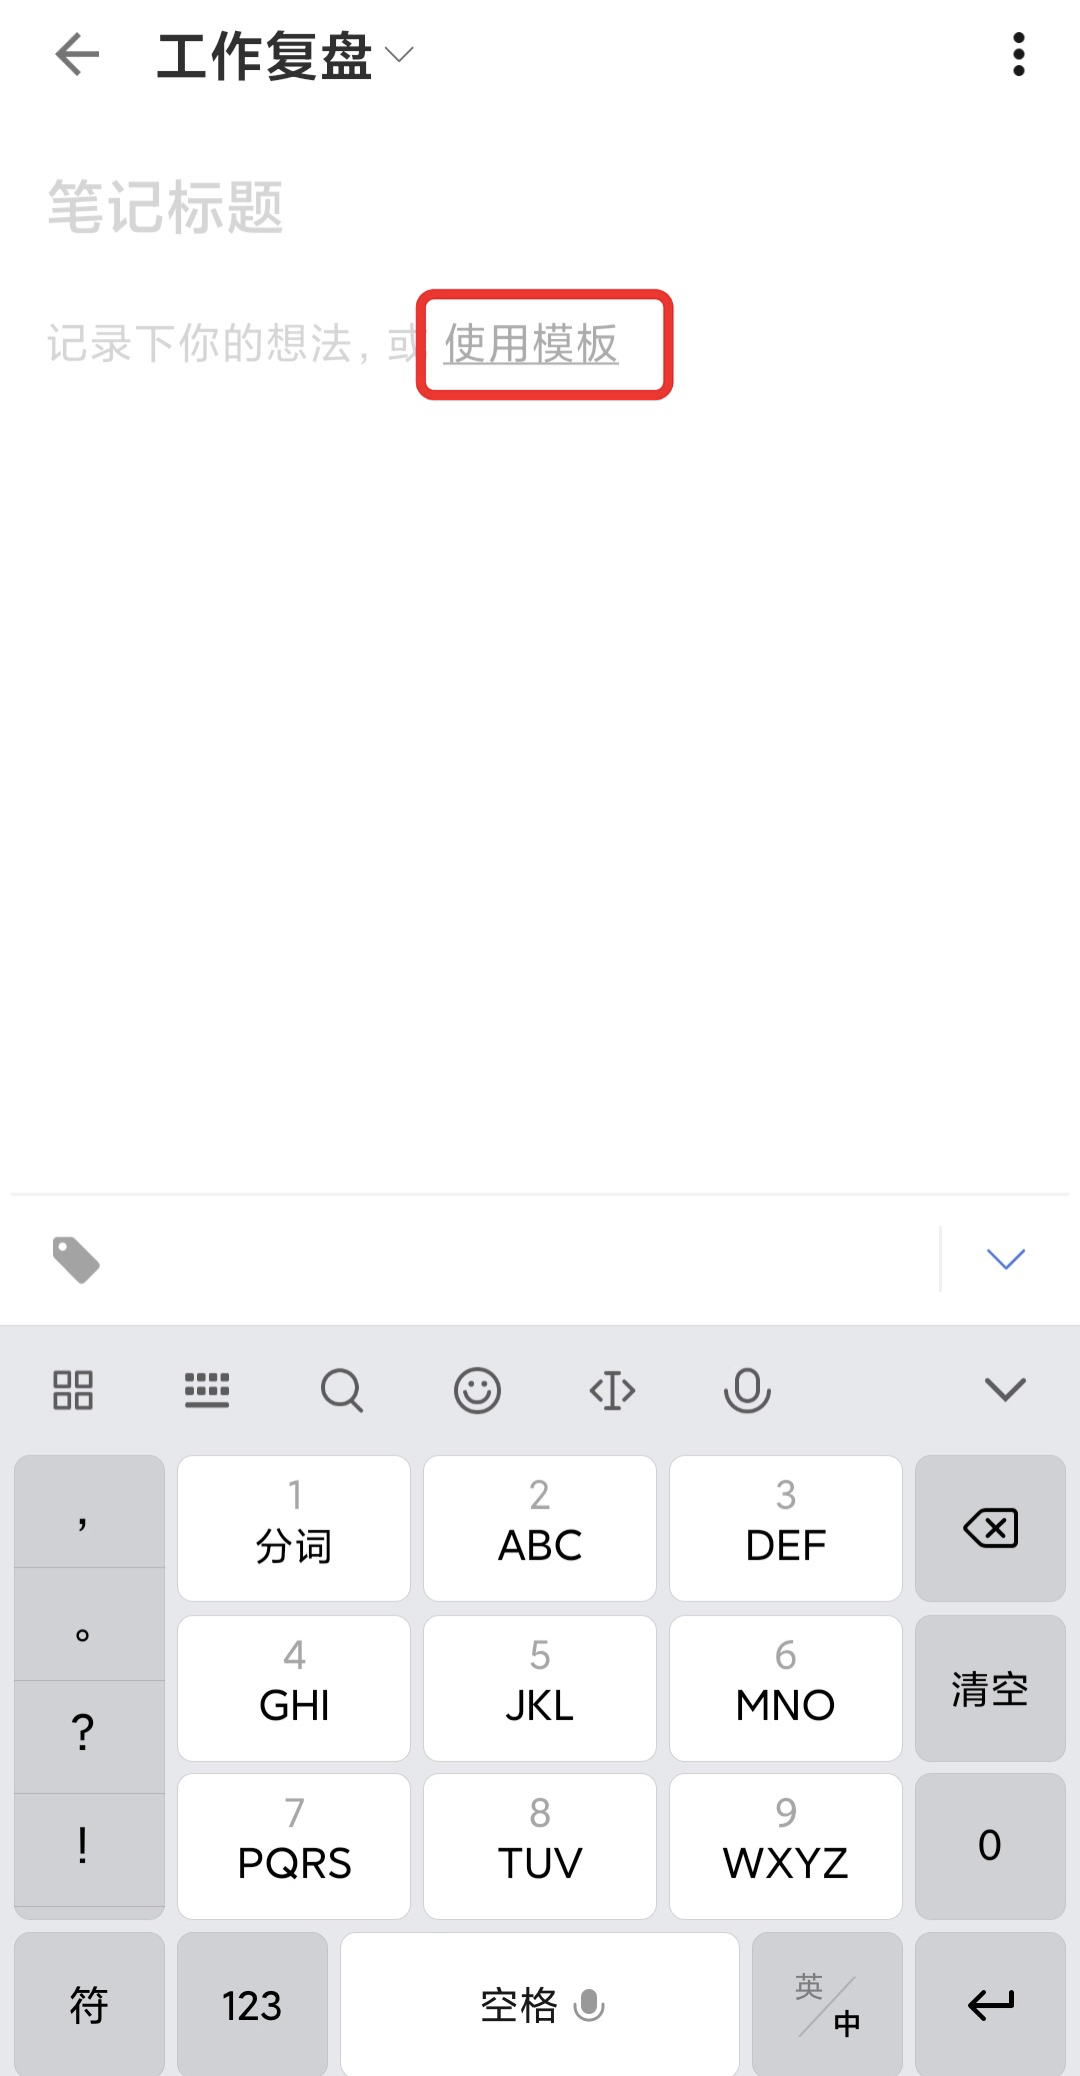 工作复盘
笔记标题
记录下你的想法，或 使用模板
，
1
分词
2
ABC
3
DEF
。
4
GHI
5
JKL
6
MNO
清空
？
7
PQRS
8
TUV
9
WXYZ
0
！
符
123
空格
英/中